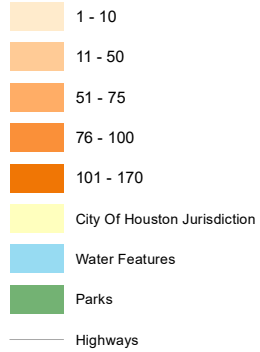 1 - 10
11 - 50
51 - 75
76 - 100
101 - 170
City Of Houston Jurisdiction
Water Features
Parks
Highways